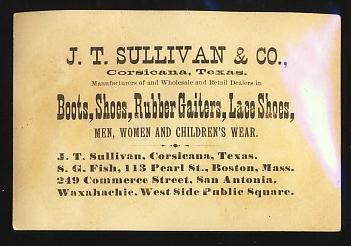 J. T. SULLIVAN & CO.,
Corsicana, Texas.
Manufacturers of and Wholesale and Retail Dealers in
Boots, Shoes, Rubber Gaiters, Lace Shoes,
MEN, WOMEN AND CHILDREN'S WEAR.
J. T. Sullivan, Corsicana, Texas.
S. G. Fish, 113 Pearl St., Boston, Mass.
249 Commerce Street, San Antonia.
Waxahachie, West Side Public Square.